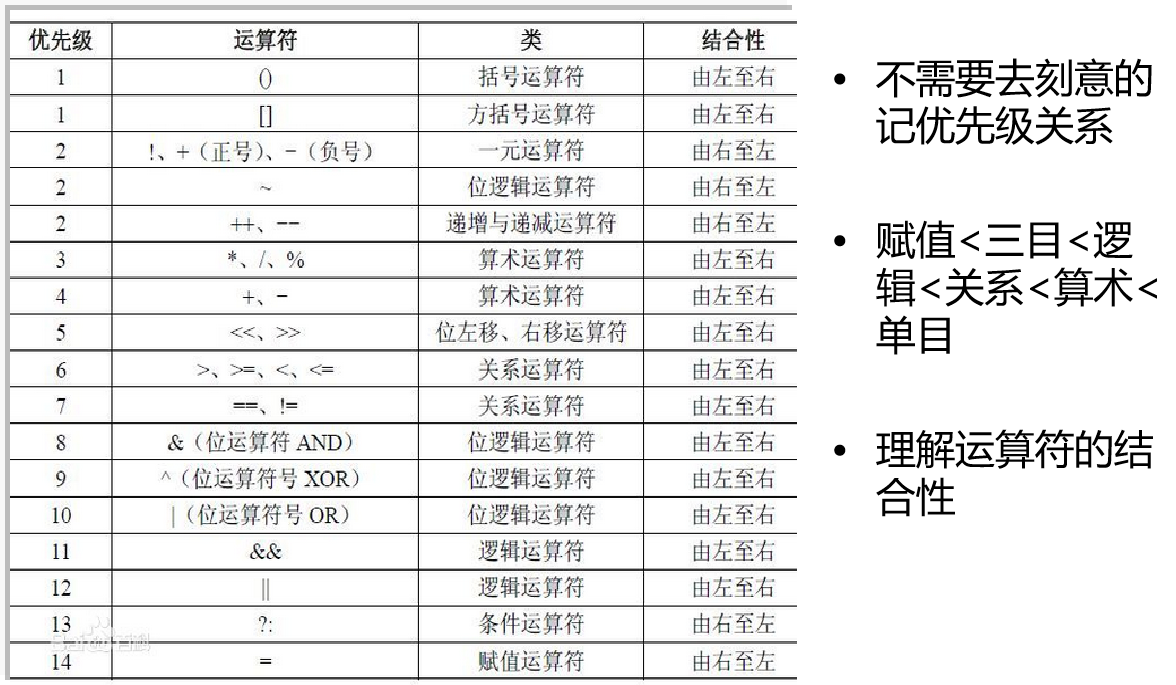 优先级 运算符 类 结合性
1 () 括号运算符 由左至右
1 [] 方括号运算符 由左至右
2 !、+（正号）、-（负号） 一元运算符 由右至左
2 ~ 位逻辑运算符 由右至左
2 ++、-- 递增与递减运算符 由右至左
3 *、/、% 算术运算符 由左至右
4 +、- 算术运算符 由左至右
5 <<、>> 位左移、右移运算符 由左至右
6 >、>=、<、<= 关系运算符 由左至右
7 ==、!= 关系运算符 由左至右
8 &（位运算符 AND） 位逻辑运算符 由左至右
9 ^（位运算符号 XOR） 位逻辑运算符 由左至右
10 |（位运算符号 OR） 位逻辑运算符 由左至右
11 && 逻辑运算符 由左至右
12 || 逻辑运算符 由左至右
13 ?: 条件运算符 由右至左
14 = 赋值运算符 由右至左
Baidu百科
• 不需要去刻意的
记优先级关系
• 赋值<三目<逻
辑<关系<算术<
单目
• 理解运算符的结
合性